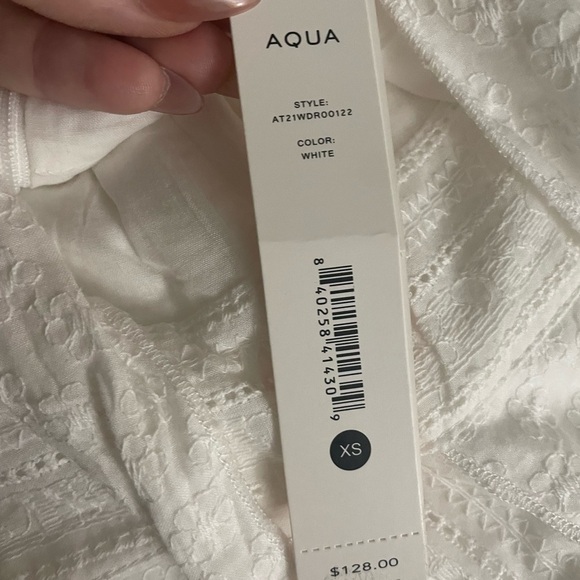 AQUA
STYLE:
AT21WDR00122
COLOR:
WHITE
8 40258 41430 9
XS
$128.00